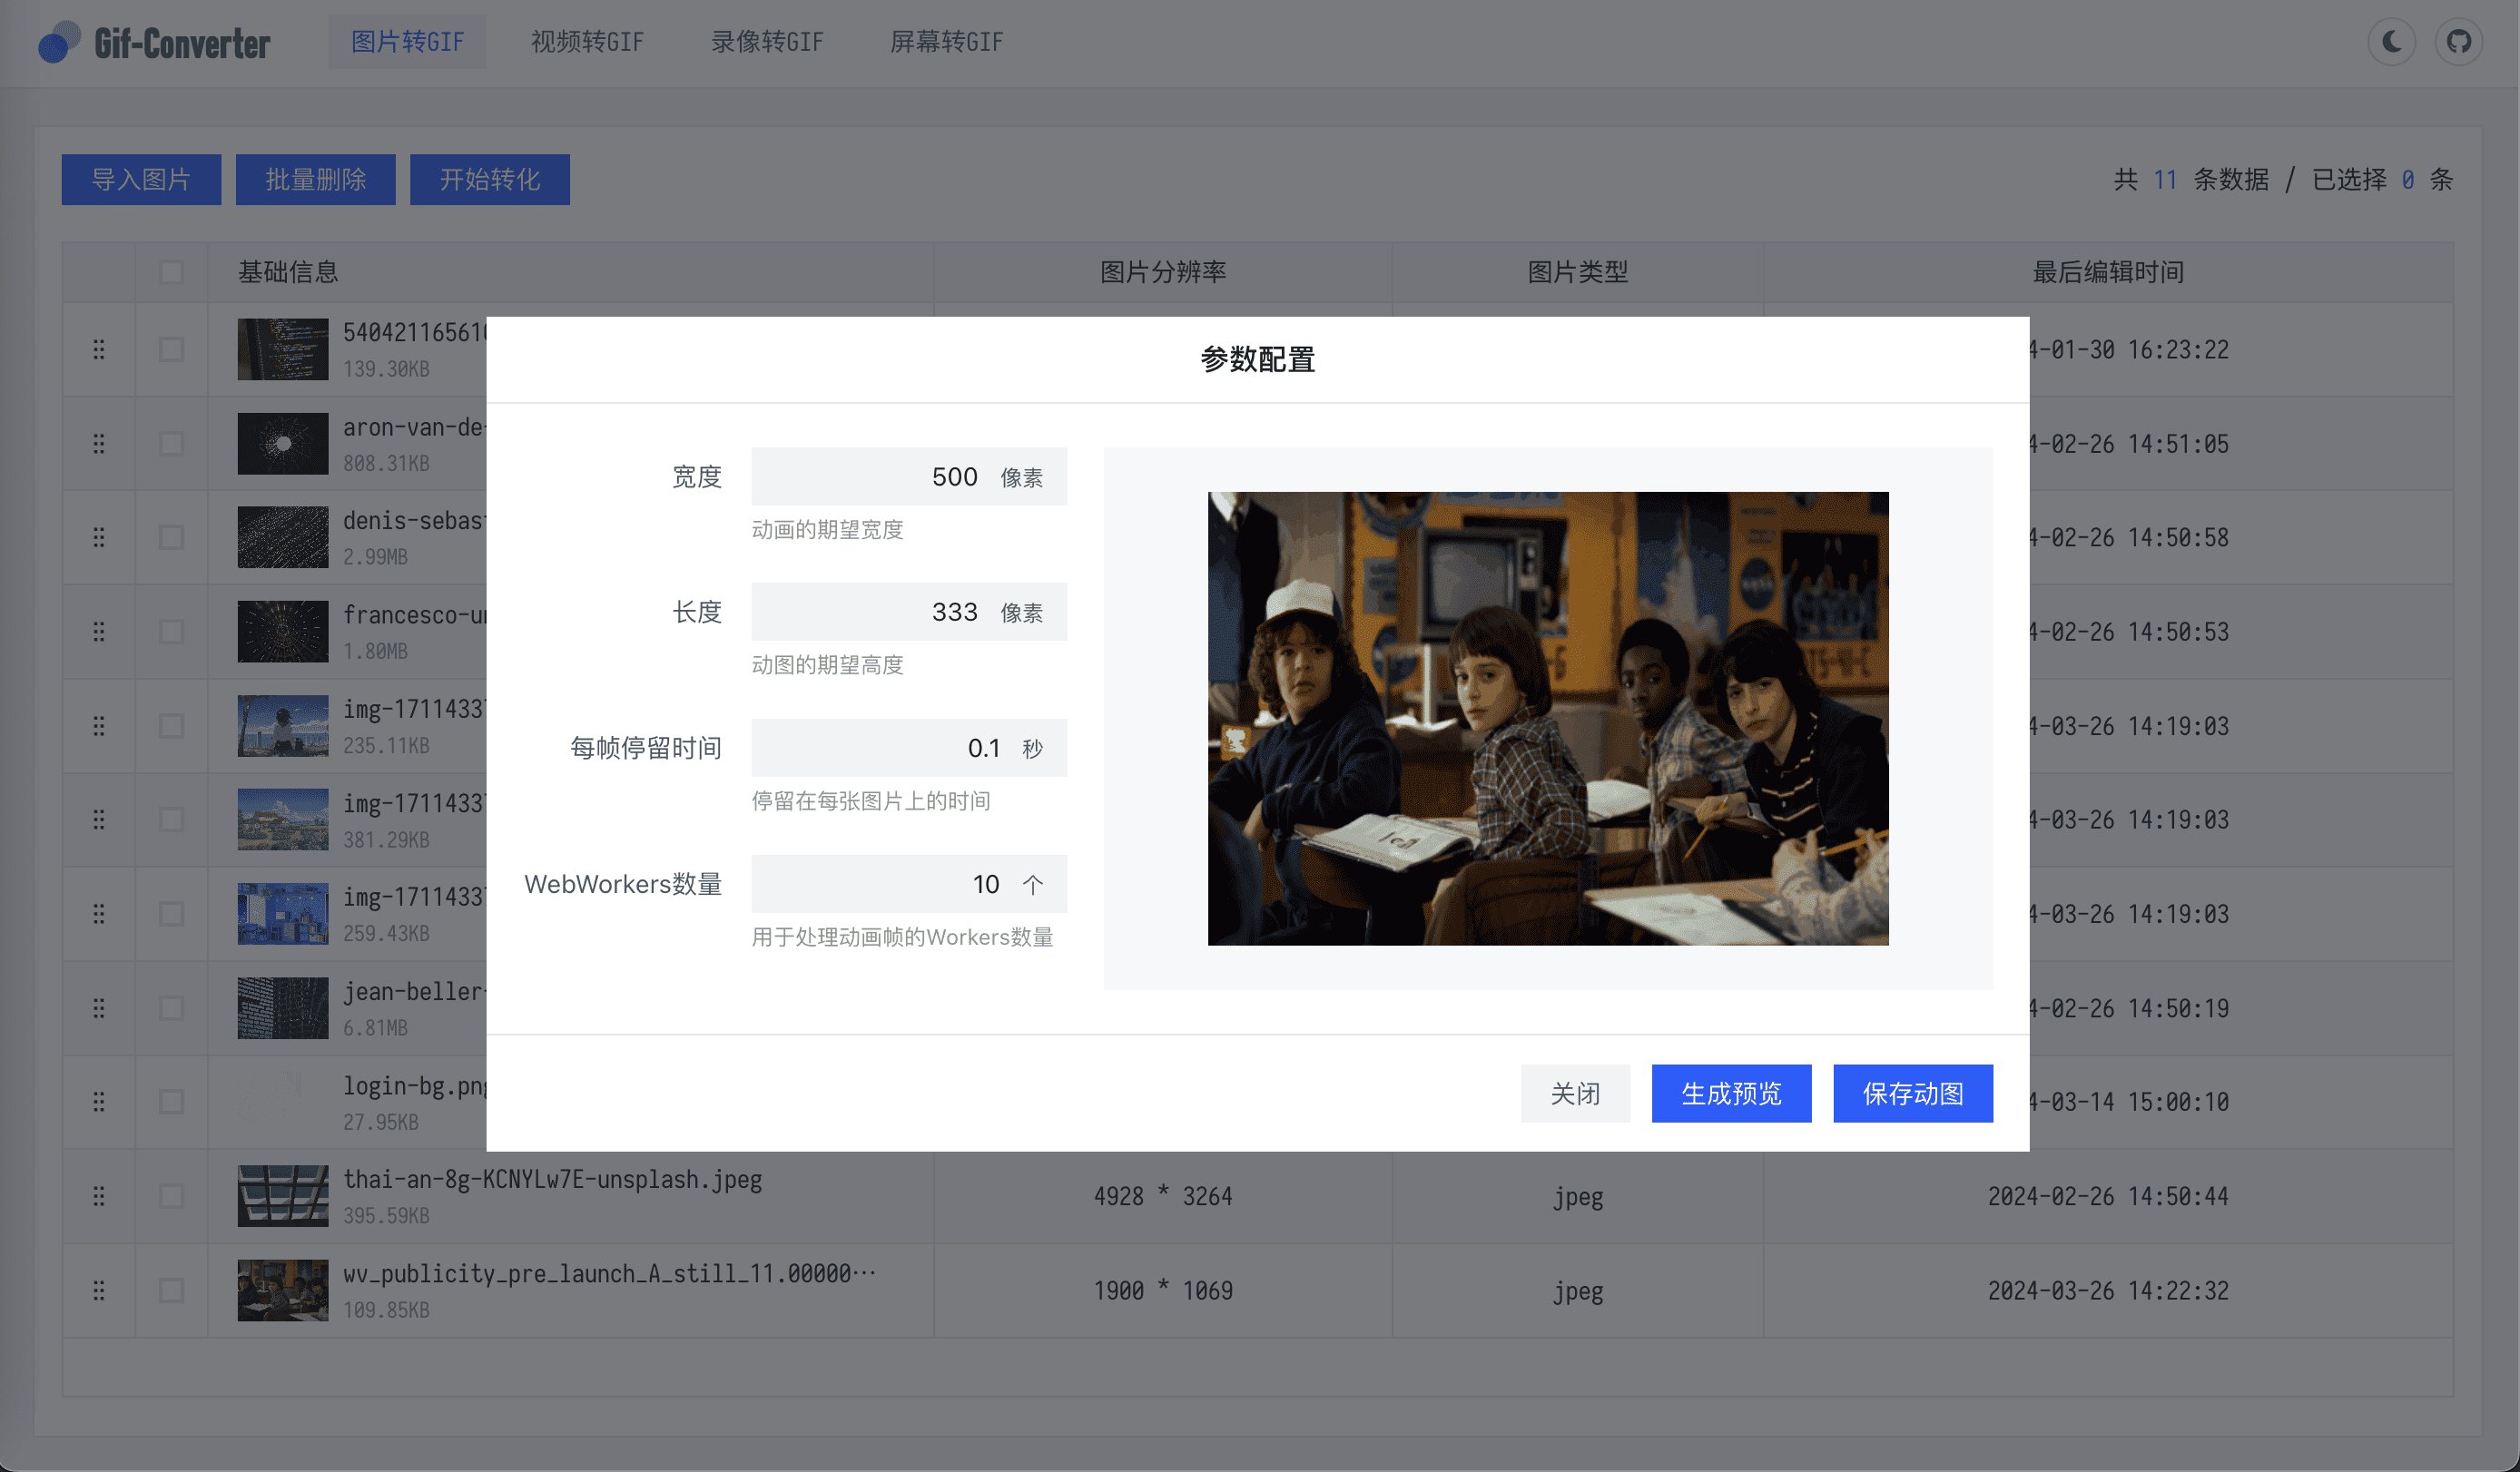 Gif-Converter 图片转GIF 视频转GIF 录像转GIF 屏幕转GIF
导入图片 批量删除 开始转化 共 11 条数据 / 已选择 0 条
基础信息 图片分辨率 图片类型 最后编辑时间
540421165610 4-01-30 16:23:22
139.30KB
aron-van-de- 4-02-26 14:51:05
808.31KB
denis-sebast 4-02-26 14:50:58
2.99MB
francesco-un 4-02-26 14:50:53
1.80MB
img-17114337 4-03-26 14:19:03
235.11KB
img-17114337 4-03-26 14:19:03
381.29KB
img-17114337 4-03-26 14:19:03
259.43KB
jean-beller- 4-02-26 14:50:19
6.81MB
login-bg.png 4-03-14 15:00:10
27.95KB
thai-an-8g-KCNYLw7E-unsplash.jpeg 4928 * 3264 jpeg 2024-02-26 14:50:44
395.59KB
wv_publicity_pre_launch_A_still_11.00000⋯ 1900 * 1069 jpeg 2024-03-26 14:22:32
109.85KB
参数配置
宽度 500 像素
动画的期望宽度
长度 333 像素
动图的期望高度
每帧停留时间 0.1 秒
停留在每张图片上的时间
WebWorkers数量 10 个
用于处理动画帧的Workers数量
关闭 生成预览 保存动图